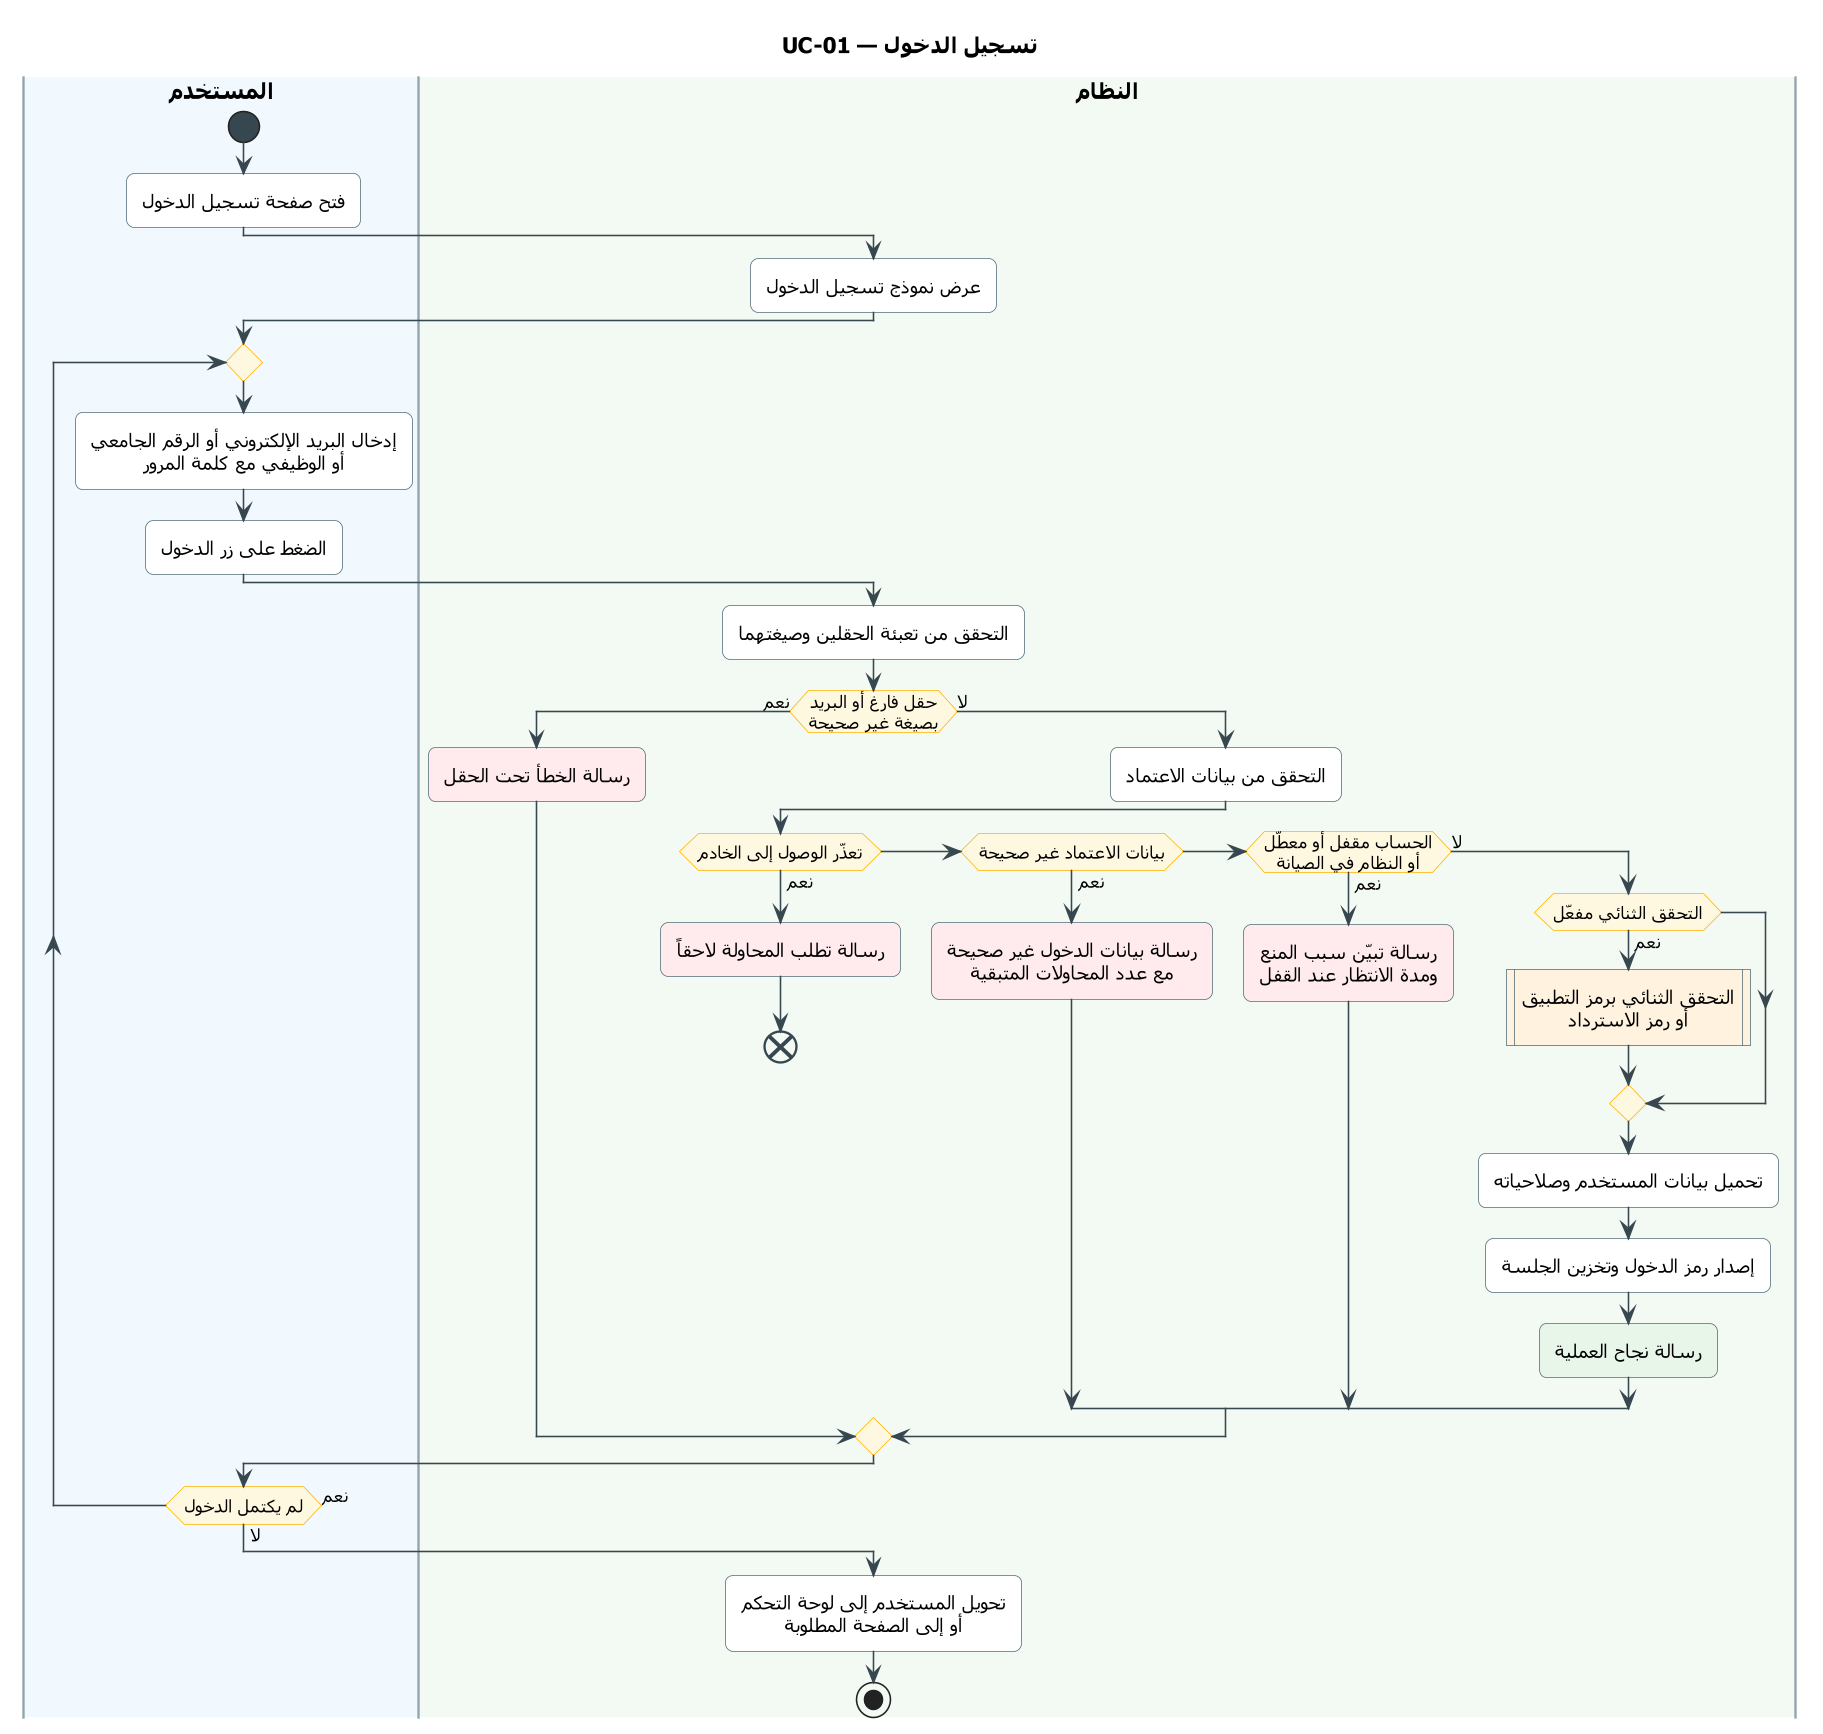 UC-01 — تسجيل الدخول
المستخدم
النظام
فتح صفحة تسجيل الدخول
عرض نموذج تسجيل الدخول
إدخال البريد الإلكتروني أو الرقم الجامعي
أو الوظيفي مع كلمة المرور
الضغط على زر الدخول
التحقق من تعبئة الحقلين وصيغتهما
حقل فارغ أو البريد
بصيغة غير صحيحة
نعم
لا
رسالة الخطأ تحت الحقل
التحقق من بيانات الاعتماد
تعذّر الوصول إلى الخادم
نعم
بيانات الاعتماد غير صحيحة
نعم
الحساب مقفل أو معطّل
أو النظام في الصيانة
نعم
لا
رسالة تطلب المحاولة لاحقاً
رسالة بيانات الدخول غير صحيحة
مع عدد المحاولات المتبقية
رسالة تبيّن سبب المنع
ومدة الانتظار عند القفل
التحقق الثنائي مفعّل
نعم
التحقق الثنائي برمز التطبيق
أو رمز الاسترداد
تحميل بيانات المستخدم وصلاحياته
إصدار رمز الدخول وتخزين الجلسة
رسالة نجاح العملية
لم يكتمل الدخول
نعم
لا
تحويل المستخدم إلى لوحة التحكم
أو إلى الصفحة المطلوبة